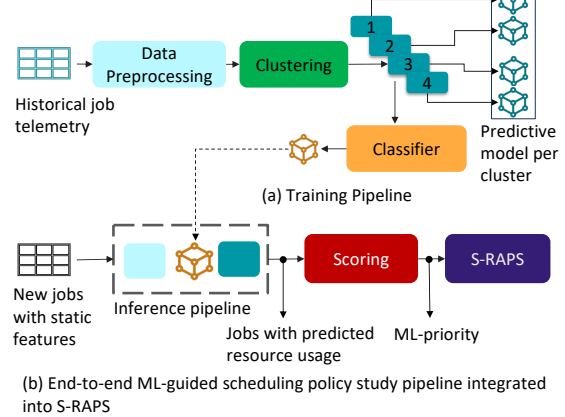 1
2
3
4
Data
Preprocessing
Clustering
Historical job
telemetry
Classifier
Predictive
model per
cluster
(a) Training Pipeline
Scoring
S-RAPS
New jobs
with static
features
Inference pipeline
Jobs with predicted
resource usage
ML-priority
(b) End-to-end ML-guided scheduling policy study pipeline integrated
into S-RAPS